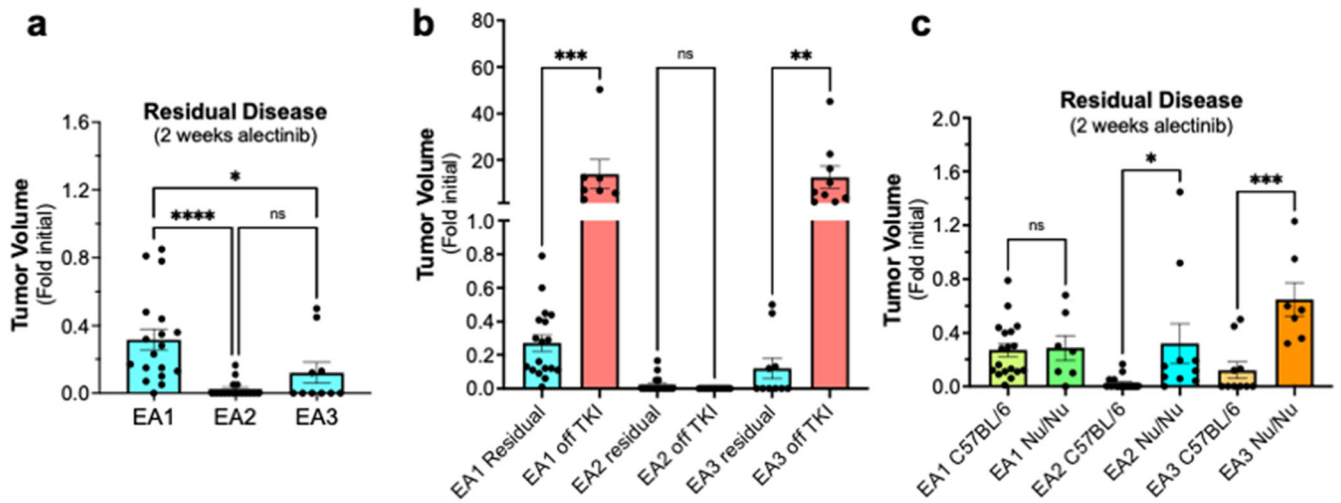 a
Residual Disease
(2 weeks alectinib)
Tumor Volume
(Fold initial)
1.6
1.2
0.8
0.4
0.0
*
****
ns
EA1
EA2
EA3
b
Tumor Volume
(Fold initial)
80
60
40
20
1.0
0.8
0.6
0.4
0.2
0.0
***
ns
**
EA1 Residual
EA1 off TKI
EA2 residual
EA2 off TKI
EA3 residual
EA3 off TKI
c
Residual Disease
(2 weeks alectinib)
Tumor Volume
(Fold initial)
2.0
1.6
1.2
0.8
0.4
0.0
ns
*
***
EA1 C57BL/6
EA1 Nu/Nu
EA2 C57BL/6
EA2 Nu/Nu
EA3 C57BL/6
EA3 Nu/Nu